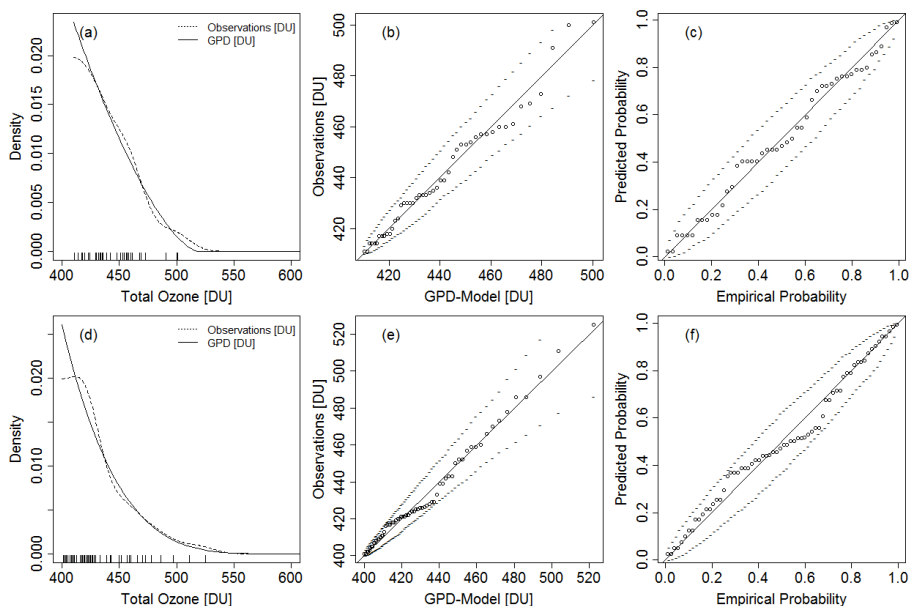 (a)
Observations [DU]
GPD [DU]
Density
0.000 0.005 0.010 0.015 0.020
400 450 500 550 600
Total Ozone [DU]
(b)
Observations [DU]
420 440 460 480 500
420 440 460 480 500
GPD-Model [DU]
(c)
Predicted Probability
0.0 0.2 0.4 0.6 0.8 1.0
0.0 0.2 0.4 0.6 0.8 1.0
Empirical Probability
(d)
Observations [DU]
GPD [DU]
Density
0.000 0.010 0.020
400 450 500 550 600
Total Ozone [DU]
(e)
Observations [DU]
400 420 440 460 480 500 520
400 420 440 460 480 500 520
GPD-Model [DU]
(f)
Predicted Probability
0.0 0.2 0.4 0.6 0.8 1.0
0.0 0.2 0.4 0.6 0.8 1.0
Empirical Probability